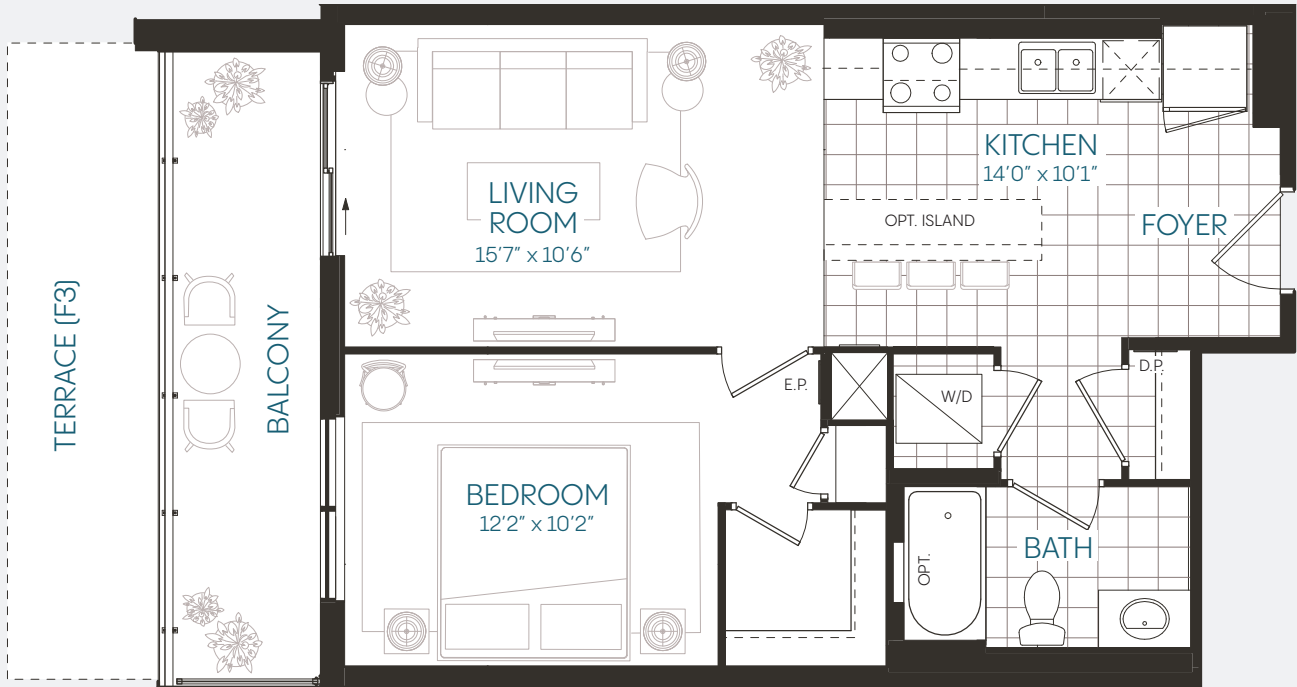 KITCHEN
14'0" x 10'1"
LIVING
ROOM
15'7" x 10'6"
OPT. ISLAND
FOYER
TERRACE (F3)
BALCONY
E.P.
W/D
D.P.
BEDROOM
12'2" x 10'2"
OPT.
BATH